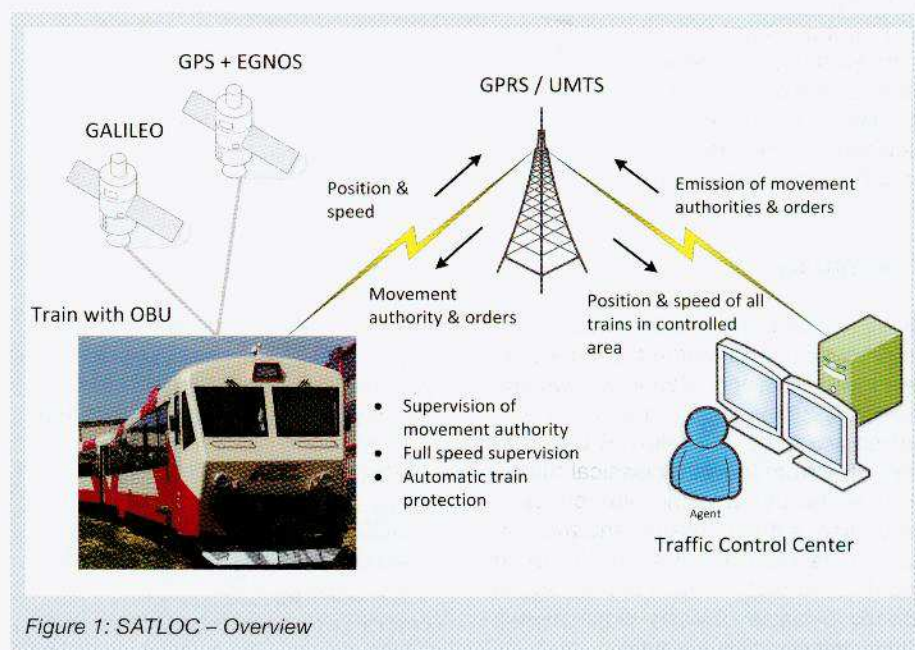 GPS + EGNOS
GALILEO
GPRS / UMTS
Position &
speed
Emission of movement
authorities & orders
Movement
authority & orders
Position & speed of all
trains in controlled
area
Train with OBU
• Supervision of
movement authority
• Full speed supervision
• Automatic train
protection
Agent
Traffic Control Center
Figure 1: SATLOC – Overview